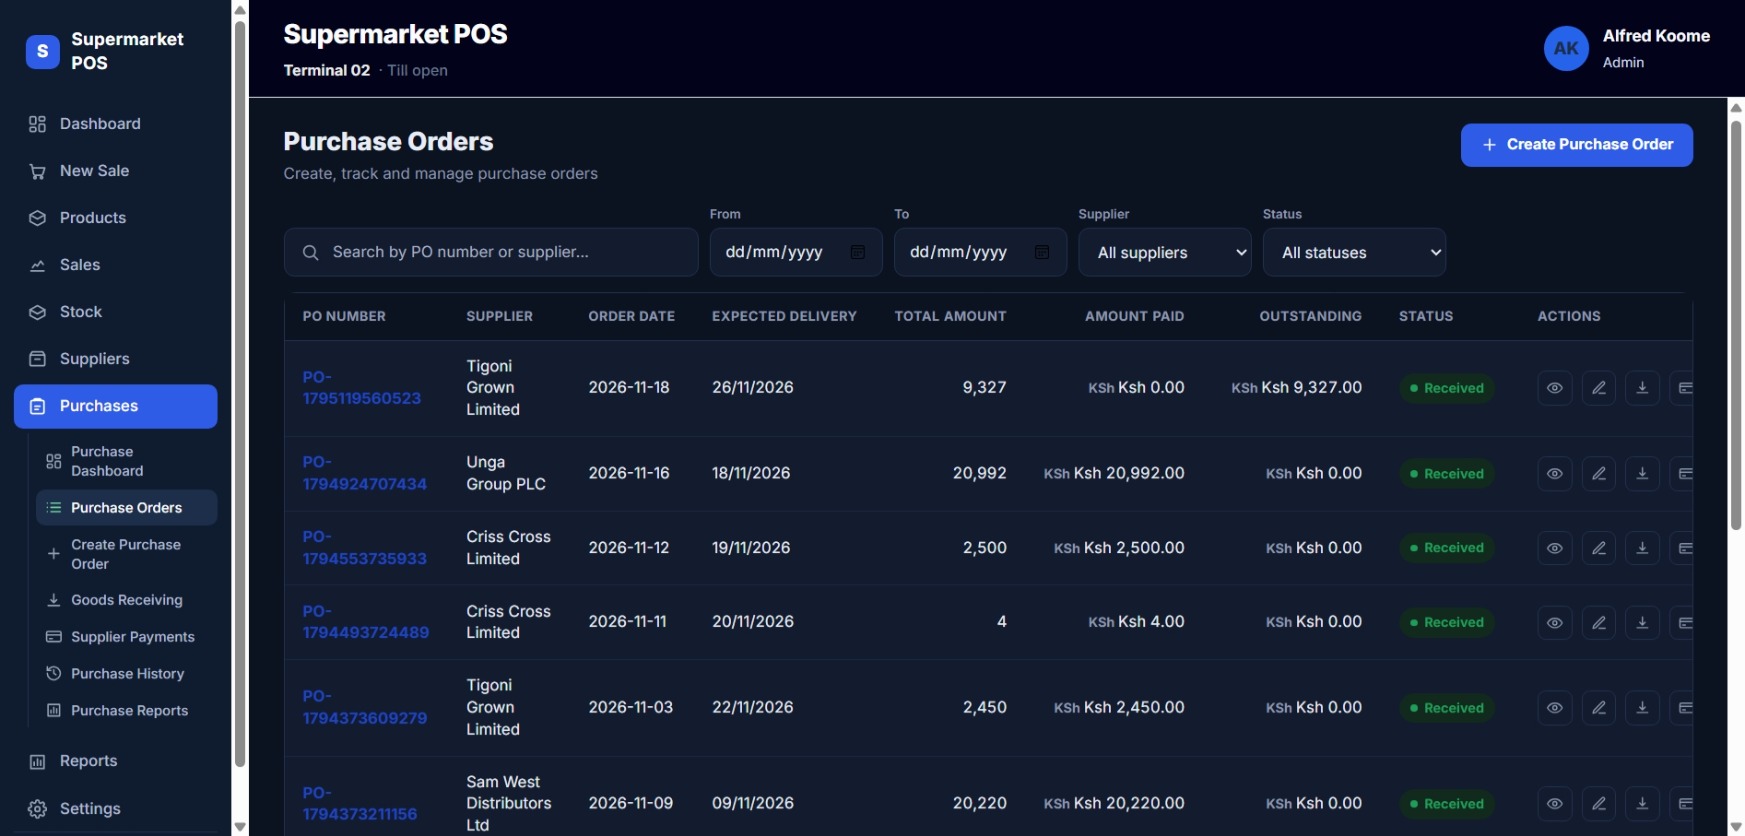 S
Supermarket
POS
Dashboard
New Sale
Products
Sales
Stock
Suppliers
Purchases
Purchase
Dashboard
Purchase Orders
Create Purchase
Order
Goods Receiving
Supplier Payments
Purchase History
Purchase Reports
Reports
Settings
Supermarket POS
Terminal 02 · Till open
AK
Alfred Koome
Admin
Purchase Orders
Create, track and manage purchase orders
+ Create Purchase Order
From To Supplier Status
Search by PO number or supplier... dd/mm/yyyy dd/mm/yyyy All suppliers All statuses
PO NUMBER SUPPLIER ORDER DATE EXPECTED DELIVERY TOTAL AMOUNT AMOUNT PAID OUTSTANDING STATUS ACTIONS
PO-
1795119560523
Tigoni
Grown
Limited
2026-11-18 26/11/2026 9,327 KSh Ksh 0.00 KSh Ksh 9,327.00 Received
PO-
1794924707434
Unga
Group PLC
2026-11-16 18/11/2026 20,992 KSh Ksh 20,992.00 KSh Ksh 0.00 Received
PO-
1794553735933
Criss Cross
Limited
2026-11-12 19/11/2026 2,500 KSh Ksh 2,500.00 KSh Ksh 0.00 Received
PO-
1794493724489
Criss Cross
Limited
2026-11-11 20/11/2026 4 KSh Ksh 4.00 KSh Ksh 0.00 Received
PO-
1794373609279
Tigoni
Grown
Limited
2026-11-03 22/11/2026 2,450 KSh Ksh 2,450.00 KSh Ksh 0.00 Received
PO-
1794373211156
Sam West
Distributors
Ltd
2026-11-09 09/11/2026 20,220 KSh Ksh 20,220.00 KSh Ksh 0.00 Received